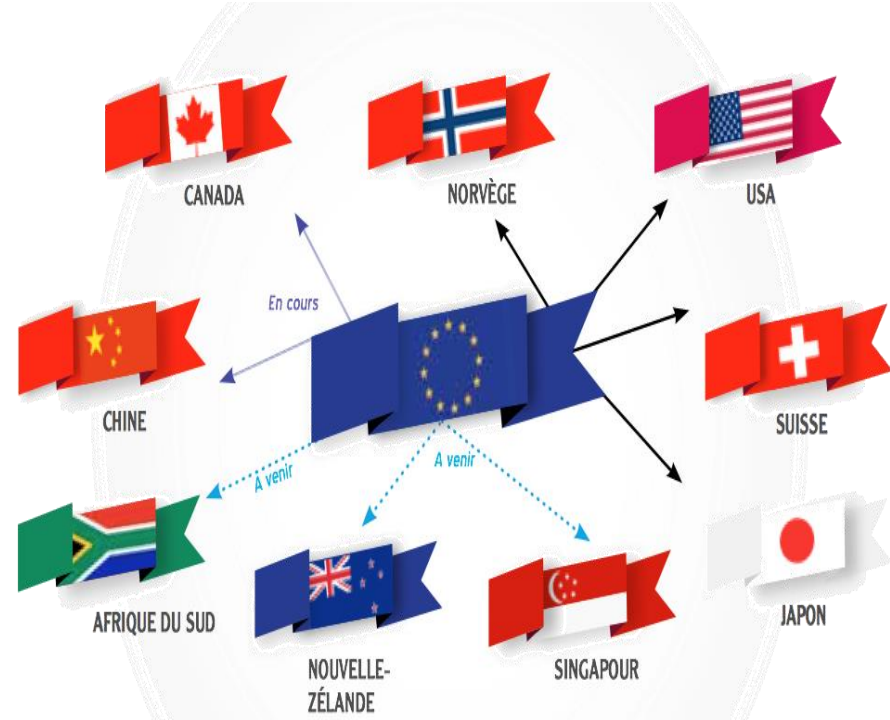 CANADA
NORVÈGE
USA
En cours
CHINE
SUISSE
A venir
A venir
AFRIQUE DU SUD
JAPON
NOUVELLE-
ZÉLANDE
SINGAPOUR